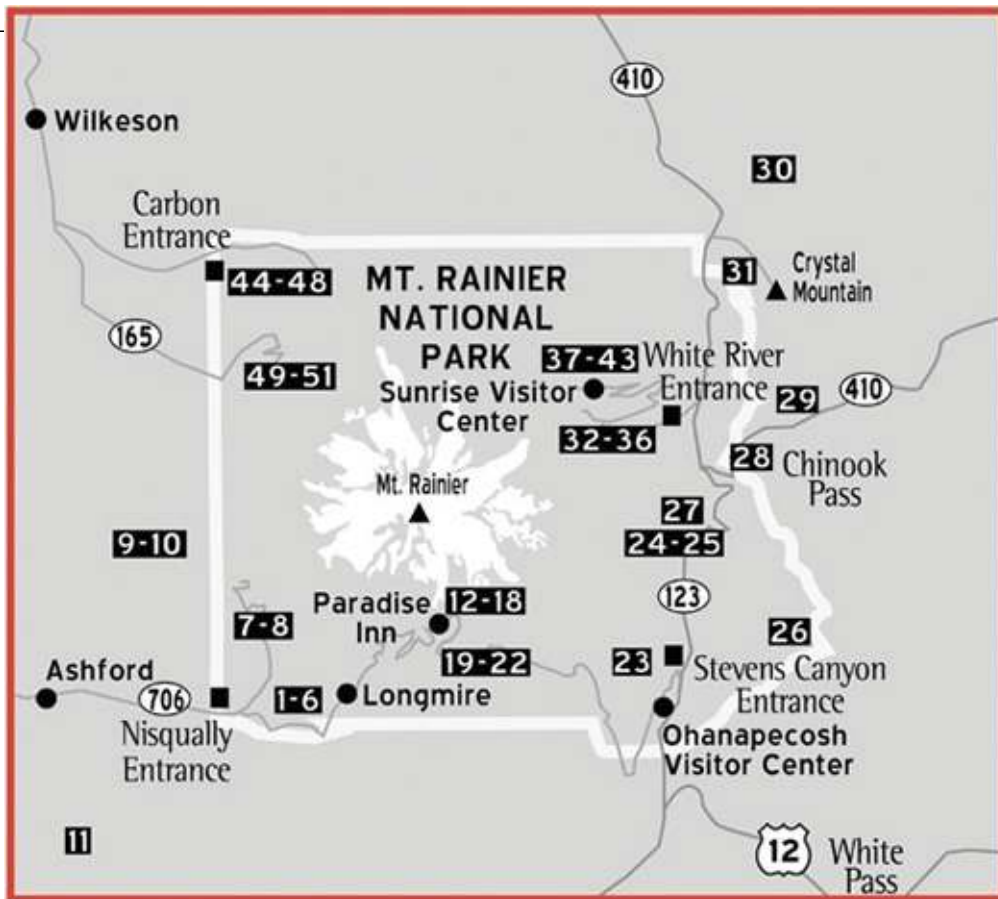 410
Wilkeson
30
Carbon
Entrance
44-48
MT. RAINIER
NATIONAL
PARK
31
Crystal
Mountain
165
49-51
37-43
White River
Entrance
Sunrise Visitor
Center
29
410
32-36
28
Chinook
Pass
Mt. Rainier
27
9-10
24-25
123
Paradise
Inn
12-18
7-8
26
19-22
23
Stevens Canyon
Entrance
Ashford
706
1-6
Longmire
Nisqually
Entrance
Ohanapecosh
Visitor Center
11
12
White
Pass